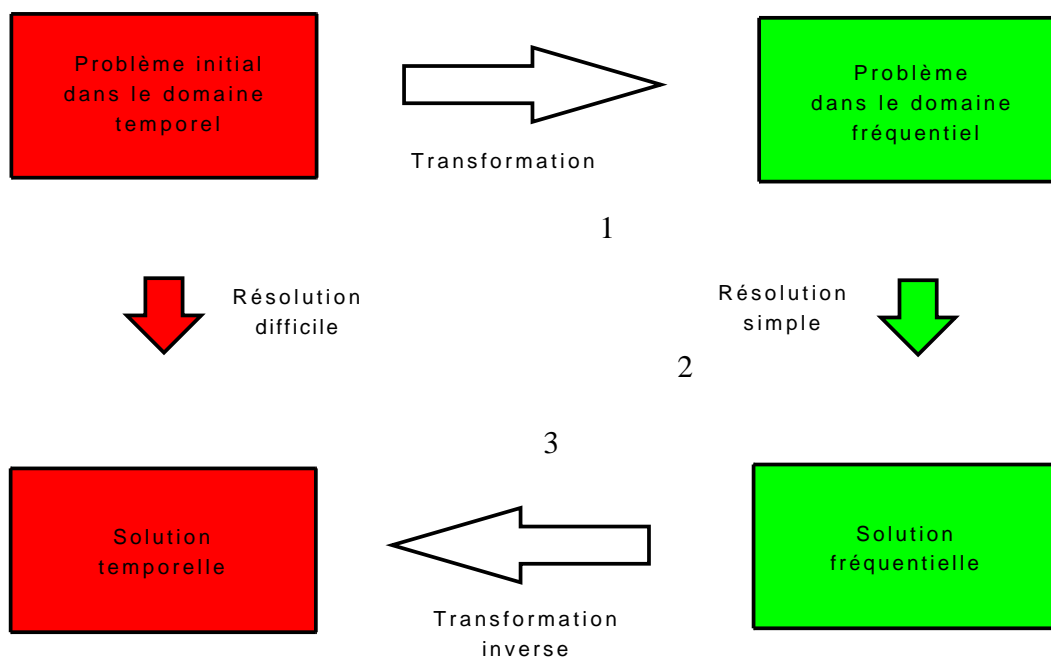 Problème initial
dans le domaine
temporel
Transformation
Problème
dans le domaine
fréquentiel
1
Résolution
difficile
Résolution
simple
2
3
Solution
temporelle
Transformation
inverse
Solution
fréquentielle